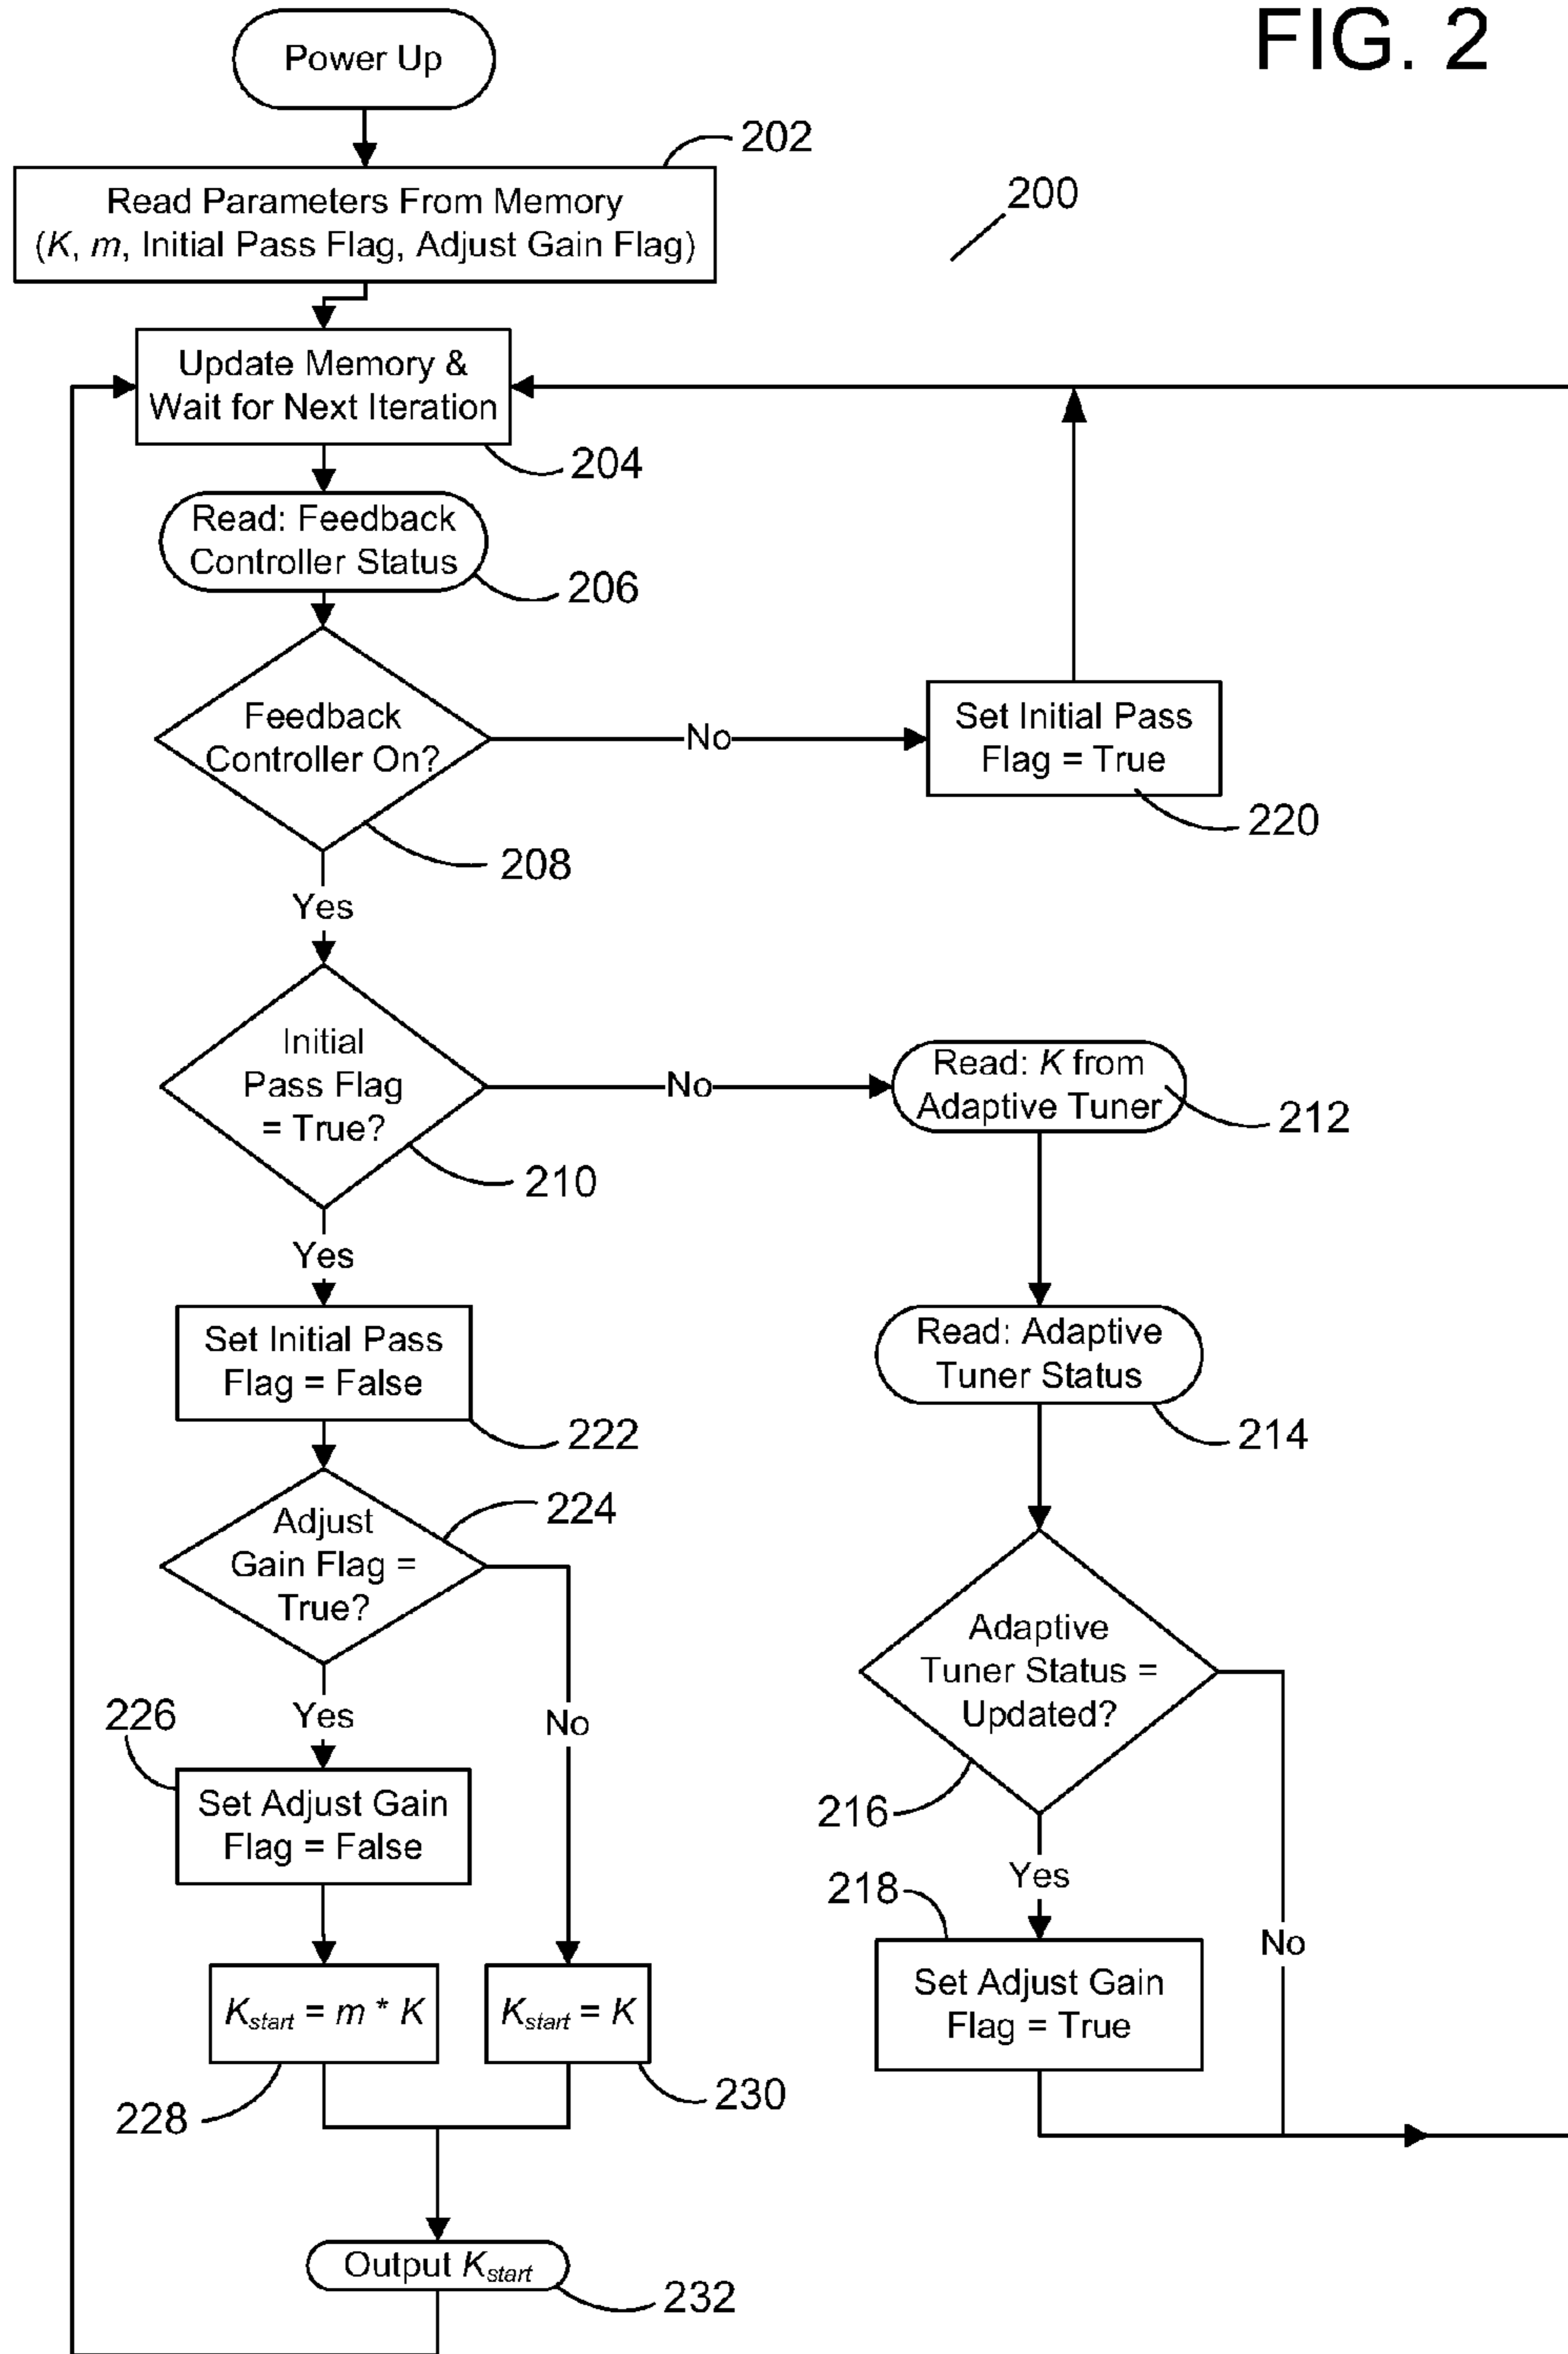 FIG. 2
Power Up
202
Read Parameters From Memory
(K, m, Initial Pass Flag, Adjust Gain Flag)
200
Update Memory &
Wait for Next Iteration
204
Read: Feedback
Controller Status
206
Feedback
Controller On?
No
Set Initial Pass
Flag = True
220
208
Yes
Initial
Pass Flag
= True?
No
Read: K from
Adaptive Tuner
212
210
Yes
Set Initial Pass
Flag = False
222
Read: Adaptive
Tuner Status
214
Adjust
Gain Flag =
True?
224
Adaptive
Tuner Status =
Updated?
216
226
Yes
No
Set Adjust Gain
Flag = False
Yes
218
No
Set Adjust Gain
Flag = True
Kstart = m * K
Kstart = K
228
230
Output Kstart
232